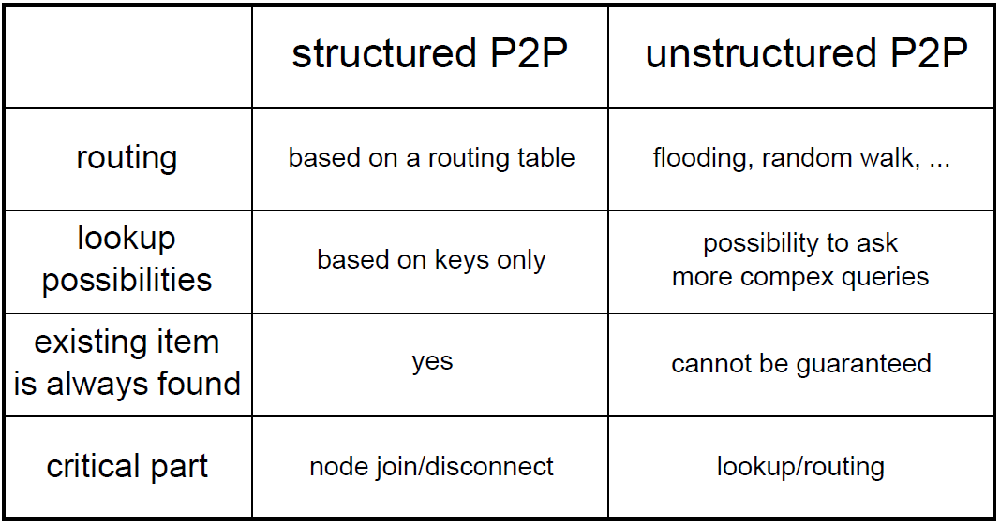 structured P2P
unstructured P2P
routing
based on a routing table
flooding, random walk, ...
lookup
possibilities
based on keys only
possibility to ask
more compex queries
existing item
is always found
yes
cannot be guaranteed
critical part
node join/disconnect
lookup/routing